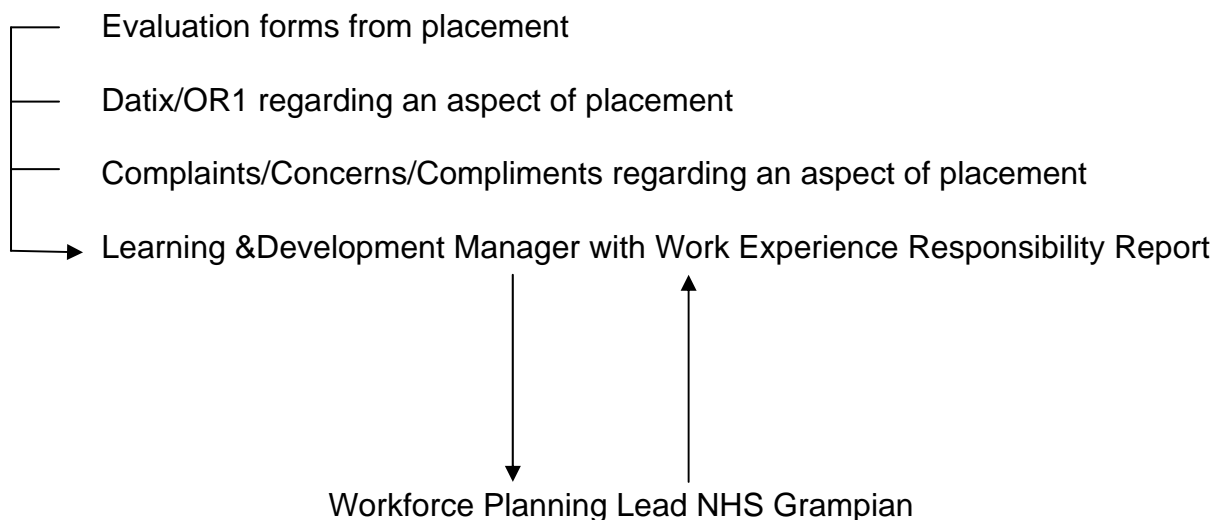 Evaluation forms from placement
Datix/OR1 regarding an aspect of placement
Complaints/Concerns/Compliments regarding an aspect of placement
Learning &Development Manager with Work Experience Responsibility Report
Workforce Planning Lead NHS Grampian